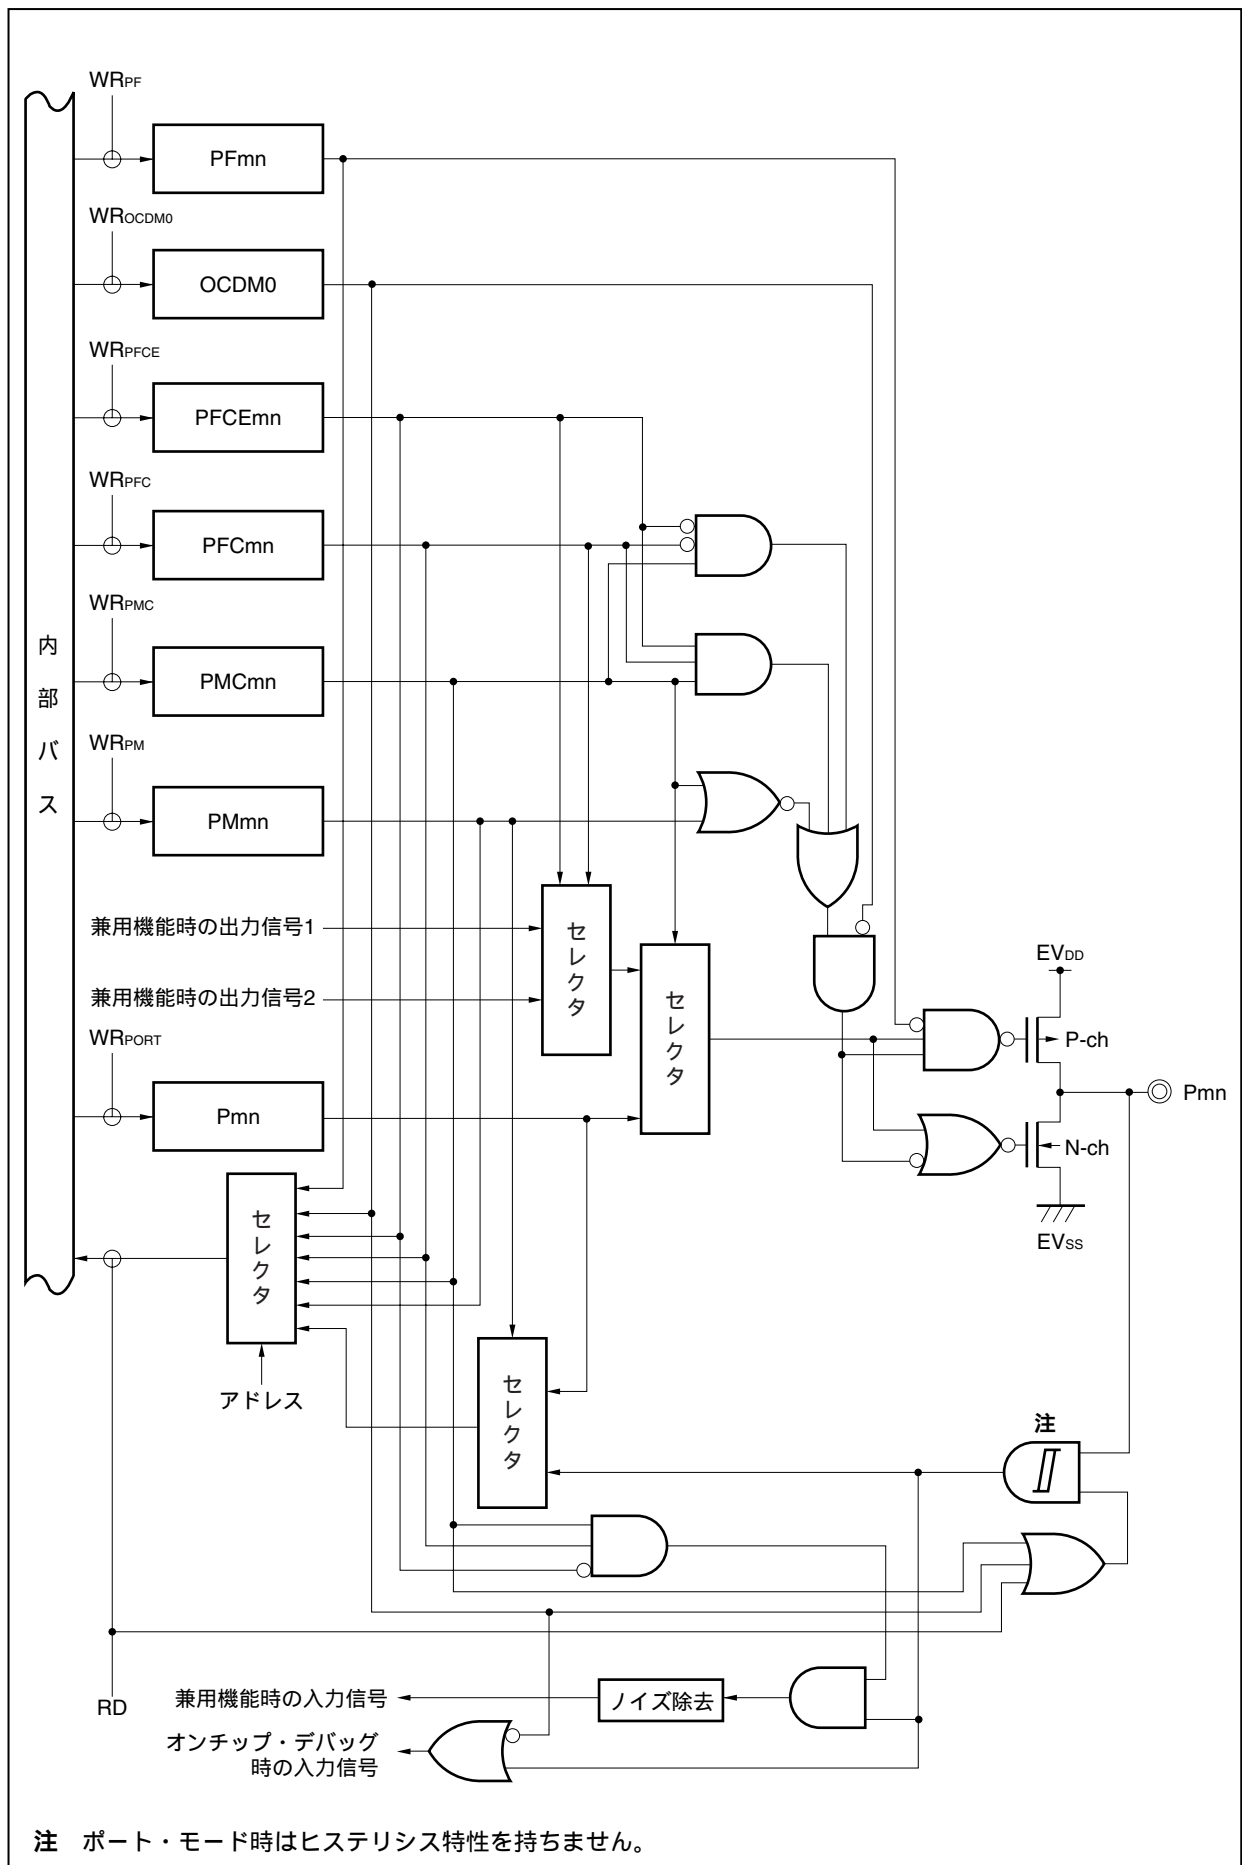 WRPF
PFmn
WROCDM0
OCDM0
WRPFCE
PFCEmn
WRPFC
PFCmn
WRPMC
PMCmn
内部バス
WRPM
PMmn
兼用機能時の出力信号1
セレクタ
兼用機能時の出力信号2
セレクタ
EVDD
P-ch
WRPORT
Pmn
Pmn
N-ch
EVSS
セレクタ
アドレス
セレクタ
注
RD
兼用機能時の入力信号
ノイズ除去
オンチップ・デバッグ
時の入力信号
注 ポート・モード時はヒステリシス特性を持ちません。